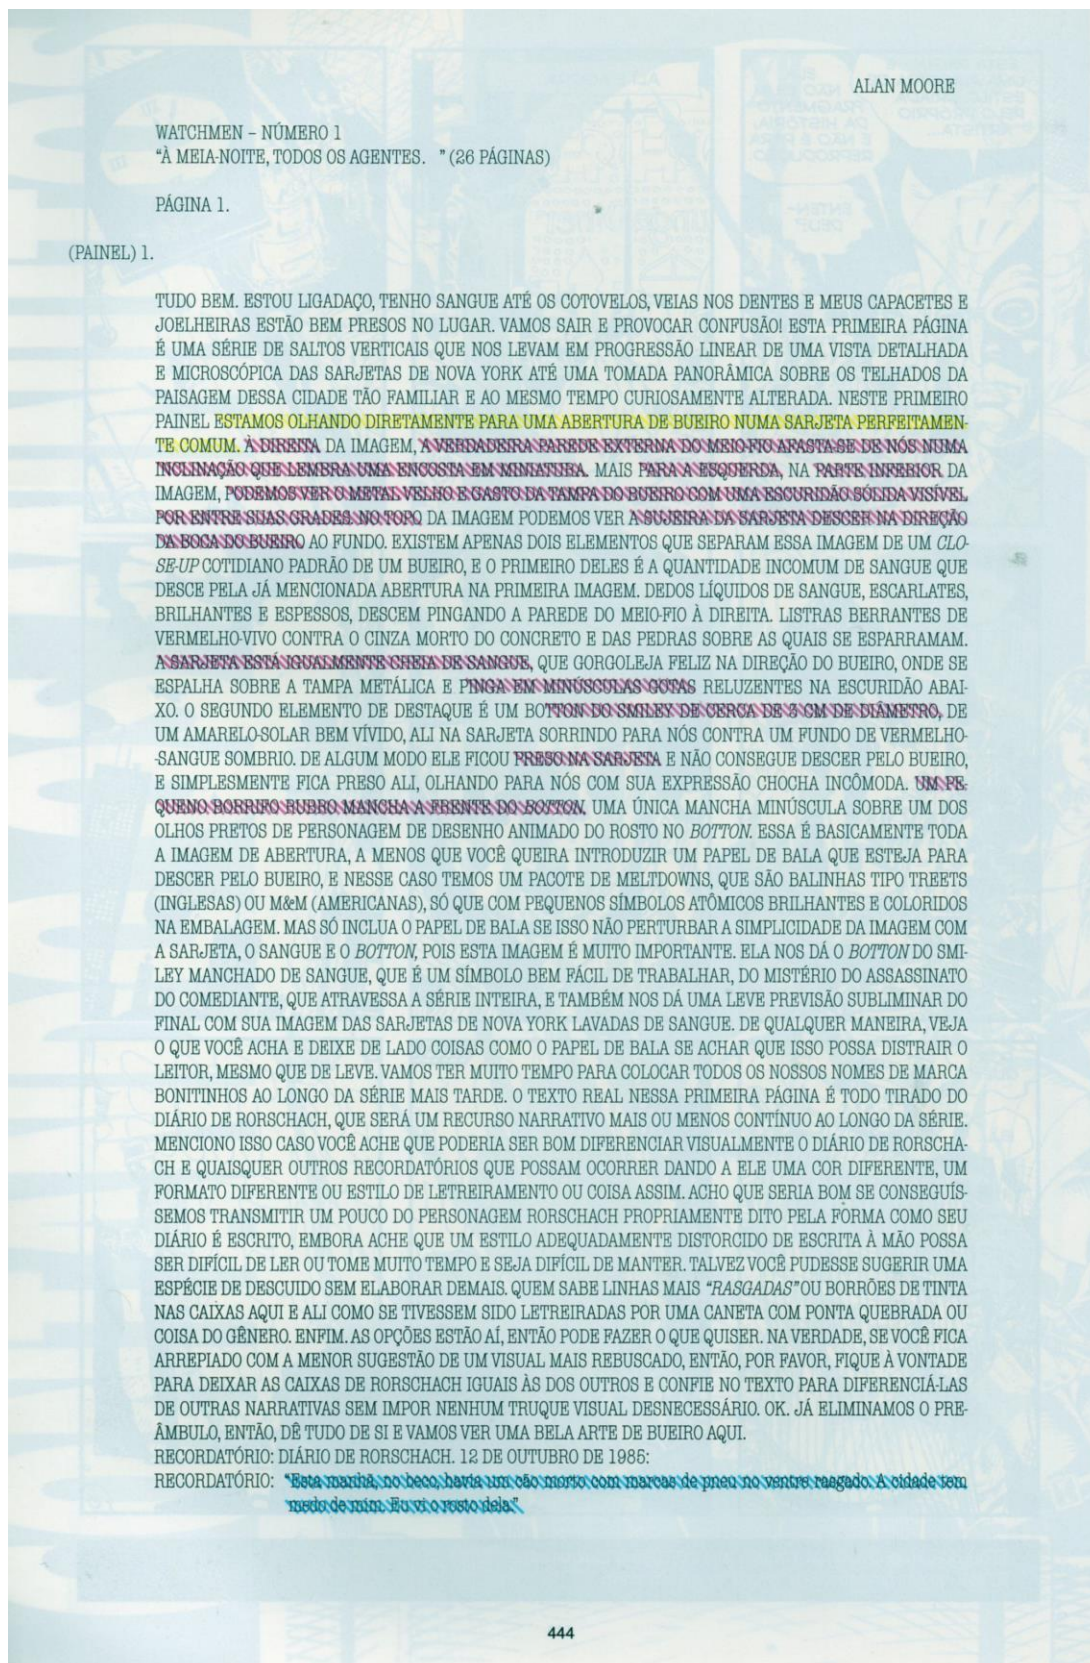 ALAN MOORE
WATCHMEN – NÚMERO 1
“À MEIA-NOITE, TODOS OS AGENTES. ” (26 PÁGINAS)
PÁGINA 1.
(PAINEL) 1.
TUDO BEM. ESTOU LIGADAÇO, TENHO SANGUE ATÉ OS COTOVELOS, VEIAS NOS DENTES E MEUS CAPACETES E
JOELHEIRAS ESTÃO BEM PRESOS NO LUGAR. VAMOS SAIR E PROVOCAR CONFUSÃO! ESTA PRIMEIRA PÁGINA
É UMA SÉRIE DE SALTOS VERTICAIS QUE NOS LEVAM EM PROGRESSÃO LINEAR DE UMA VISTA DETALHADA
E MICROSCÓPICA DAS SARJETAS DE NOVA YORK ATÉ UMA TOMADA PANORÂMICA SOBRE OS TELHADOS DA
PAISAGEM DESSA CIDADE TÃO FAMILIAR E AO MESMO TEMPO CURIOSAMENTE ALTERADA. NESTE PRIMEIRO
PAINEL ESTAMOS OLHANDO DIRETAMENTE PARA UMA ABERTURA DE BUEIRO NUMA SARJETA PERFEITAMEN-
TE COMUM. À DIREITA DA IMAGEM, A VERDADEIRA PAREDE EXTERNA DO MEIO-FIO AFASTA-SE DE NÓS NUMA
INCLINAÇÃO QUE LEMBRA UMA ENCOSTA EM MINIATURA. MAIS PARA A ESQUERDA, NA PARTE INFERIOR DA
IMAGEM, PODEMOS VER O METAL VELHO E GASTO DA TAMPA DO BUEIRO COM UMA ESCURIDÃO SÓLIDA VISÍVEL
POR ENTRE SUAS GRADES. NO TOPO DA IMAGEM PODEMOS VER A SUJEIRA DA SARJETA DESCER NA DIREÇÃO
DA BOCA DO BUEIRO AO FUNDO. EXISTEM APENAS DOIS ELEMENTOS QUE SEPARAM ESSA IMAGEM DE UM CLO-
SE-UP COTIDIANO PADRÃO DE UM BUEIRO, E O PRIMEIRO DELES É A QUANTIDADE INCOMUM DE SANGUE QUE
DESCE PELA JÁ MENCIONADA ABERTURA NA PRIMEIRA IMAGEM. DEDOS LÍQUIDOS DE SANGUE, ESCARLATES,
BRILHANTES E ESPESSOS, DESCEM PINGANDO A PAREDE DO MEIO-FIO À DIREITA. LISTRAS BERRANTES DE
VERMELHO-VIVO CONTRA O CINZA MORTO DO CONCRETO E DAS PEDRAS SOBRE AS QUAIS SE ESPARRAMAM.
A SARJETA ESTÁ IGUALMENTE CHEIA DE SANGUE, QUE GORGOLEJA FELIZ NA DIREÇÃO DO BUEIRO, ONDE SE
ESPALHA SOBRE A TAMPA METÁLICA E PINGA EM MINÚSCULAS GOTAS RELUZENTES NA ESCURIDÃO ABAI-
XO. O SEGUNDO ELEMENTO DE DESTAQUE É UM BOTTON DO SMILEY DE CERCA DE 3 CM DE DIÂMETRO, DE
UM AMARELO-SOLAR BEM VÍVIDO, ALI NA SARJETA SORRINDO PARA NÓS CONTRA UM FUNDO DE VERMELHO-
-SANGUE SOMBRIO. DE ALGUM MODO ELE FICOU PRESO NA SARJETA E NÃO CONSEGUE DESCER PELO BUEIRO,
E SIMPLESMENTE FICA PRESO ALI, OLHANDO PARA NÓS COM SUA EXPRESSÃO CHOCHA INCÔMODA. UM PE-
QUENO BORRIFO RUBRO MANCHA A FRENTE DO BOTTON. UMA ÚNICA MANCHA MINÚSCULA SOBRE UM DOS
OLHOS PRETOS DE PERSONAGEM DE DESENHO ANIMADO DO ROSTO NO BOTTON. ESSA É BASICAMENTE TODA
A IMAGEM DE ABERTURA, A MENOS QUE VOCÊ QUEIRA INTRODUZIR UM PAPEL DE BALA QUE ESTEJA PARA
DESCER PELO BUEIRO, E NESSE CASO TEMOS UM PACOTE DE MELTDOWNS, QUE SÃO BALINHAS TIPO TREETS
(INGLESAS) OU M&M (AMERICANAS), SÓ QUE COM PEQUENOS SÍMBOLOS ATÔMICOS BRILHANTES E COLORIDOS
NA EMBALAGEM. MAS SÓ INCLUA O PAPEL DE BALA SE ISSO NÃO PERTURBAR A SIMPLICIDADE DA IMAGEM COM
A SARJETA, O SANGUE E O BOTTON, POIS ESTA IMAGEM É MUITO IMPORTANTE. ELA NOS DÁ O BOTTON DO SMI-
LEY MANCHADO DE SANGUE, QUE É UM SÍMBOLO BEM FÁCIL DE TRABALHAR, DO MISTÉRIO DO ASSASSINATO
DO COMEDIANTE, QUE ATRAVESSA A SÉRIE INTEIRA, E TAMBÉM NOS DÁ UMA LEVE PREVISÃO SUBLIMINAR DO
FINAL COM SUA IMAGEM DAS SARJETAS DE NOVA YORK LAVADAS DE SANGUE. DE QUALQUER MANEIRA, VEJA
O QUE VOCÊ ACHA E DEIXE DE LADO COISAS COMO O PAPEL DE BALA SE ACHAR QUE ISSO POSSA DISTRAIR O
LEITOR, MESMO QUE DE LEVE. VAMOS TER MUITO TEMPO PARA COLOCAR TODOS OS NOSSOS NOMES DE MARCA
BONITINHOS AO LONGO DA SÉRIE MAIS TARDE. O TEXTO REAL NESSA PRIMEIRA PÁGINA É TODO TIRADO DO
DIÁRIO DE RORSCHACH, QUE SERÁ UM RECURSO NARRATIVO MAIS OU MENOS CONTÍNUO AO LONGO DA SÉRIE.
MENCIONO ISSO CASO VOCÊ ACHE QUE PODERIA SER BOM DIFERENCIAR VISUALMENTE O DIÁRIO DE RORSCHA-
CH E QUAISQUER OUTROS RECORDATÓRIOS QUE POSSAM OCORRER DANDO A ELE UMA COR DIFERENTE, UM
FORMATO DIFERENTE OU ESTILO DE LETREIRAMENTO OU COISA ASSIM. ACHO QUE SERIA BOM SE CONSEGUÍS-
SEMOS TRANSMITIR UM POUCO DO PERSONAGEM RORSCHACH PROPRIAMENTE DITO PELA FORMA COMO SEU
DIÁRIO É ESCRITO, EMBORA ACHE QUE UM ESTILO ADEQUADAMENTE DISTORCIDO DE ESCRITA À MÃO POSSA
SER DIFÍCIL DE LER OU TOME MUITO TEMPO E SEJA DIFÍCIL DE MANTER. TALVEZ VOCÊ PUDESSE SUGERIR UMA
ESPÉCIE DE DESCUIDO SEM ELABORAR DEMAIS. QUEM SABE LINHAS MAIS “RASGADAS” OU BORRÕES DE TINTA
NAS CAIXAS AQUI E ALI COMO SE TIVESSEM SIDO LETREIRADAS POR UMA CANETA COM PONTA QUEBRADA OU
COISA DO GÊNERO. ENFIM. AS OPÇÕES ESTÃO AÍ, ENTÃO PODE FAZER O QUE QUISER. NA VERDADE, SE VOCÊ FICA
ARREPIADO COM A MENOR SUGESTÃO DE UM VISUAL MAIS REBUSCADO, ENTÃO, POR FAVOR, FIQUE À VONTADE
PARA DEIXAR AS CAIXAS DE RORSCHACH IGUAIS ÀS DOS OUTROS E CONFIE NO TEXTO PARA DIFERENCIÁ-LAS
DE OUTRAS NARRATIVAS SEM IMPOR NENHUM TRUQUE VISUAL DESNECESSÁRIO. OK. JÁ ELIMINAMOS O PRE-
ÂMBULO, ENTÃO, DÊ TUDO DE SI E VAMOS VER UMA BELA ARTE DE BUEIRO AQUI.
RECORDATÓRIO: DIÁRIO DE RORSCHACH. 12 DE OUTUBRO DE 1985:
RECORDATÓRIO: “Esta manhã, no beco, havia um cão morto com marcas de pneu no ventre rasgado. A cidade tem
medo de mim. Eu vi o rosto dela.”
444